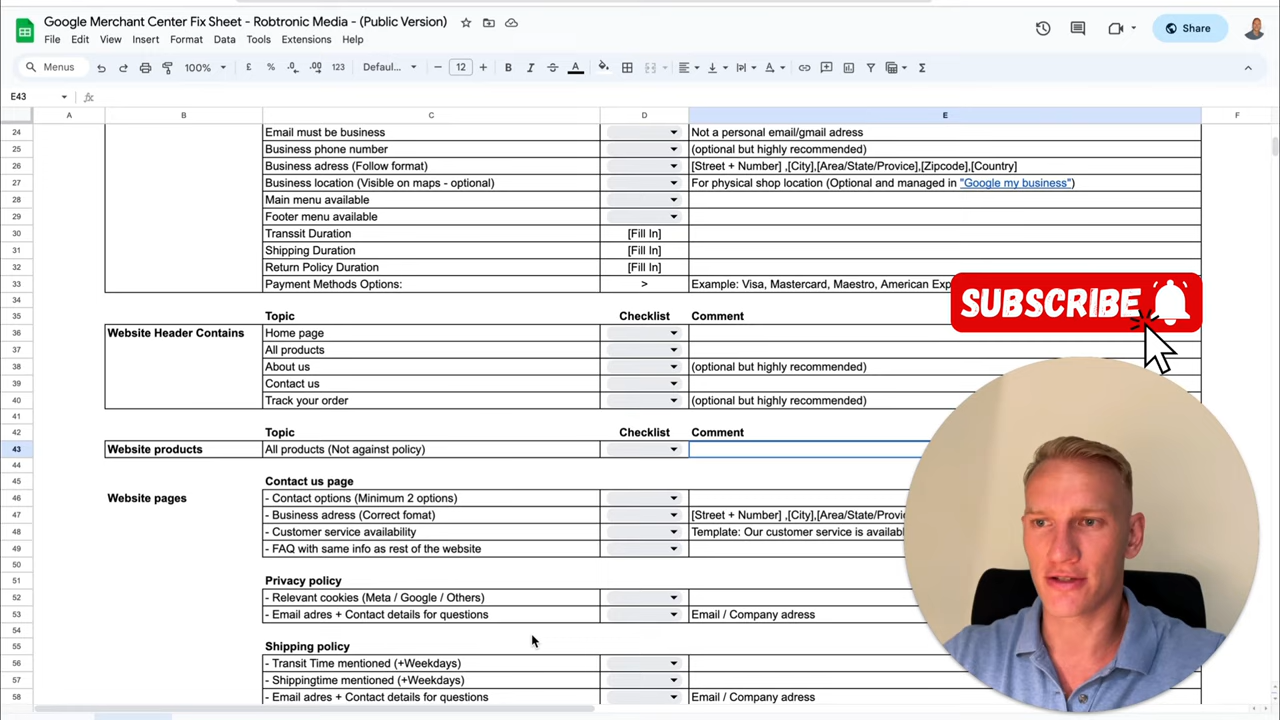 Google Merchant Center Fix Sheet - Robtronic Media - (Public Version)
File Edit View Insert Format Data Tools Extensions Help
Share
Menus 100% £ % .0 .00 123 Defaul... - 12 + B I A
E43 fx
A B C D E F
24 Email must be business Not a personal email/gmail adress
25 Business phone number (optional but highly recommended)
26 Business adress (Follow format) [Street + Number] ,[City],[Area/State/Provice],[Zipcode],[Country]
27 Business location (Visible on maps - optional) For physical shop location (Optional and managed in "Google my business")
28 Main menu available
29 Footer menu available
30 Transsit Duration [Fill In]
31 Shipping Duration [Fill In]
32 Return Policy Duration [Fill In]
33 Payment Methods Options: > Example: Visa, Mastercard, Maestro, American Exp
SUBSCRIBE
34
35 Topic Checklist Comment
36 Website Header Contains Home page
37 All products
38 About us (optional but highly recommended)
39 Contact us
40 Track your order (optional but highly recommended)
41
42 Topic Checklist Comment
43 Website products All products (Not against policy)
44
45 Contact us page
46 Website pages - Contact options (Minimum 2 options)
47 - Business adress (Correct fomat) [Street + Number] ,[City],[Area/State/Provic
48 - Customer service availability Template: Our customer service is availabl
49 - FAQ with same info as rest of the website
50
51 Privacy policy
52 - Relevant cookies (Meta / Google / Others)
53 - Email adres + Contact details for questions Email / Company adress
54
55 Shipping policy
56 - Transit Time mentioned (+Weekdays)
57 - Shippingtime mentioned (+Weekdays)
58 - Email adres + Contact details for questions Email / Company adress